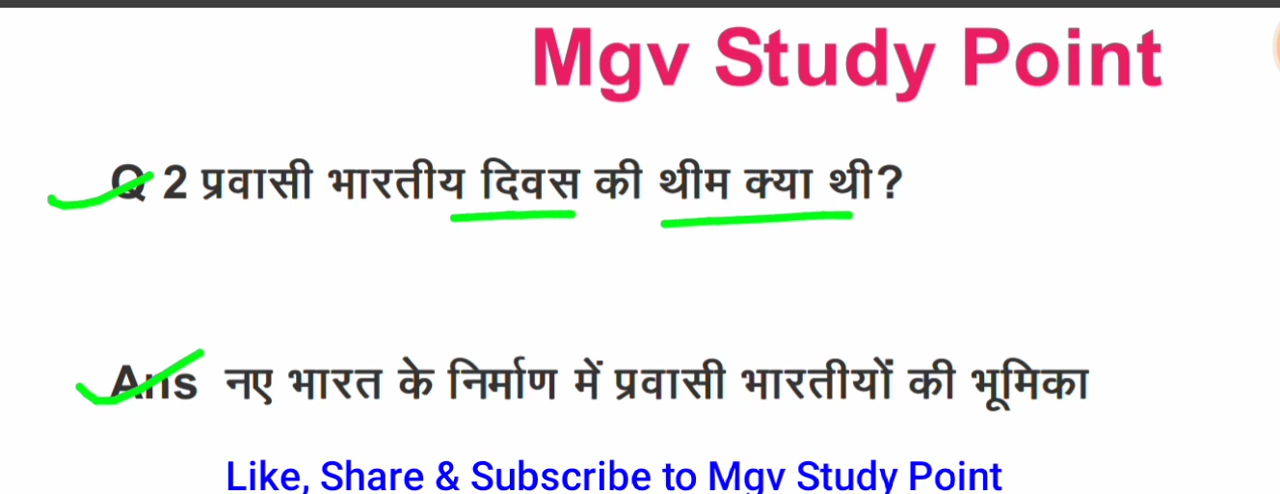 Mgv Study Point
Q 2 प्रवासी भारतीय दिवस की थीम क्या थी?
Ans नए भारत के निर्माण में प्रवासी भारतीयों की भूमिका
Like, Share & Subscribe to Mgv Study Point